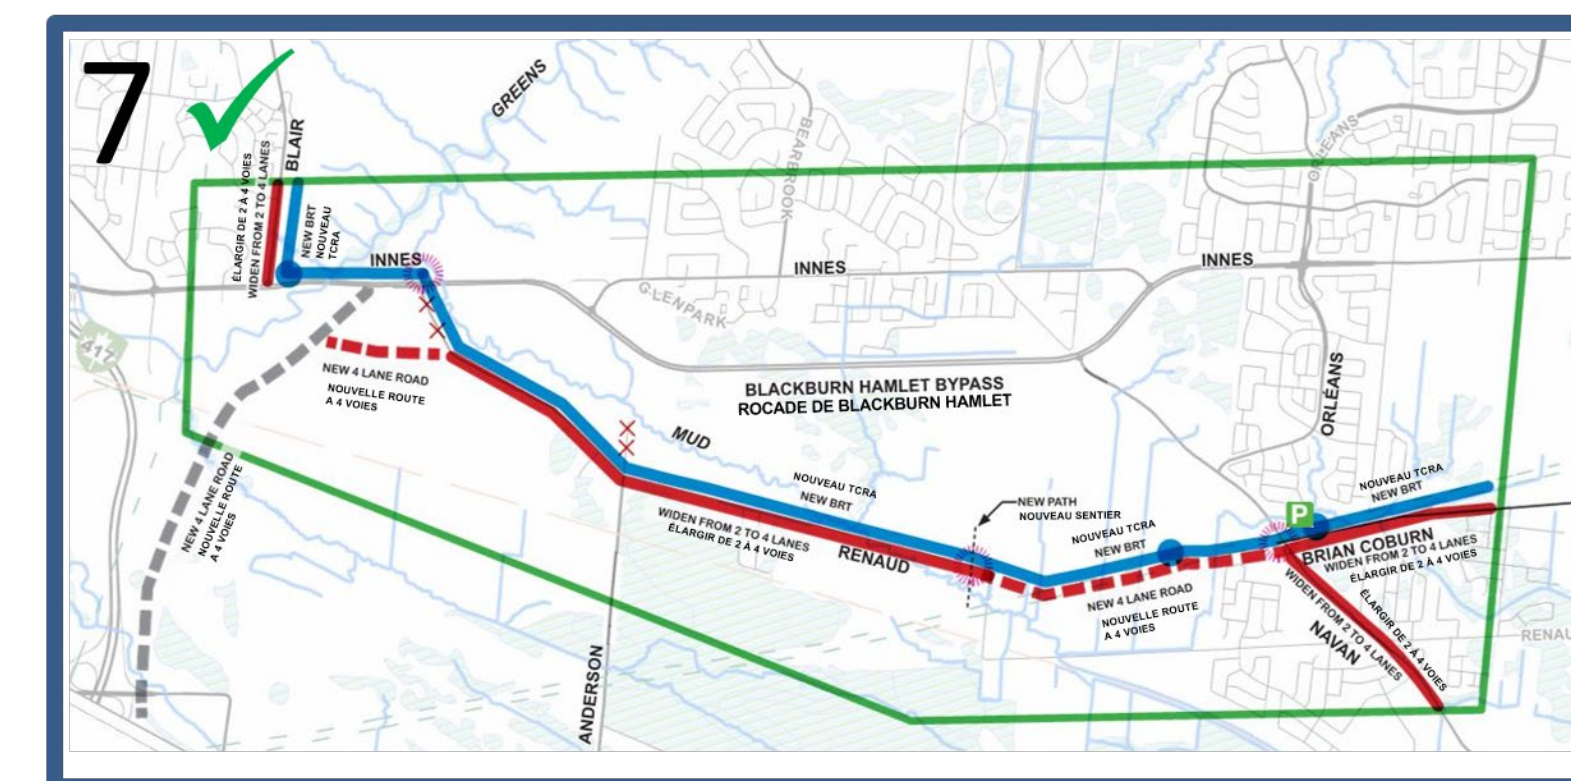 7
GREENS
BLAIR
ÉLARGIR DE 2 À 4 VOIES
WIDEN FROM 2 TO 4 LANES
NEW BRT
NOUVEAU
TCRA
BEARBROOK
ORLEANS
INNES
INNES
INNES
GLENPARK
417
NEW 4 LANE ROAD
NOUVELLE ROUTE
A 4 VOIES
BLACKBURN HAMLET BYPASS
ROCADE DE BLACKBURN HAMLET
ORLÉANS
MUD
NEW 4 LANE ROAD
NOUVELLE ROUTE
A 4 VOIES
NOUVEAU TCRA
NEW BRT
WIDEN FROM 2 TO 4 LANES
ÉLARGIR DE 2 À 4 VOIES
RENAUD
NEW PATH
NOUVEAU SENTIER
NOUVEAU TCRA
NEW BRT
NEW 4 LANE ROAD
NOUVELLE ROUTE
A 4 VOIES
P
NOUVEAU TCRA
NEW BRT
BRIAN COBURN
WIDEN FROM 2 TO 4 LANES
ÉLARGIR DE 2 À 4 VOIES
WIDEN FROM 2 TO 4 LANES
ÉLARGIR DE 2 À 4 VOIES
NAVAN
RENAU
ANDERSON